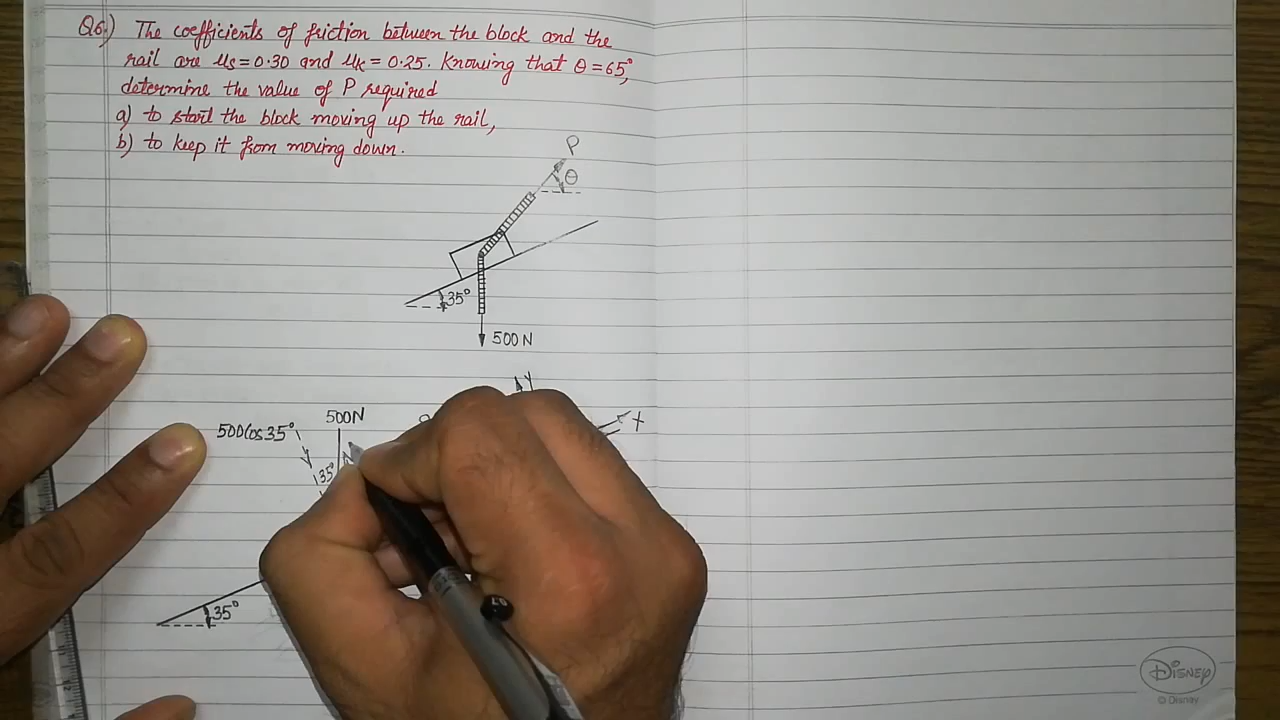 Q6.) The coefficients of friction between the block and the
rail are μs = 0.30 and μk = 0.25. Knowing that θ = 65°,
determine the value of P required
a) to start the block moving up the rail,
b) to keep it from moving down.
P
θ
35°
500N
Y
500N
X
500Cos35°
35°
35°
DISNEY
© Disney